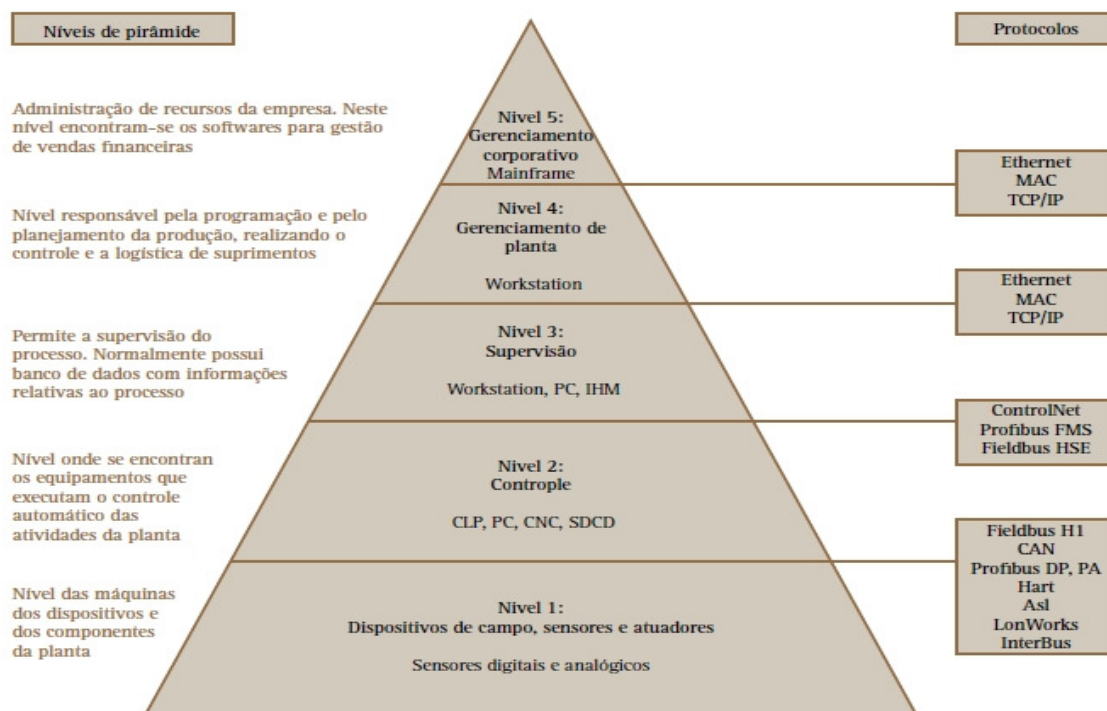 Níveis de pirâmide
Administração de recursos da empresa. Neste
nível encontram-se os softwares para gestão
de vendas financeiras
Nível responsável pela programação e pelo
planejamento da produção, realizando o
controle e a logística de suprimentos
Permite a supervisão do
processo. Normalmente possui
banco de dados com informações
relativas ao processo
Nível onde se encontran
os equipamentos que
executam o controle
automático das
atividades da planta
Nível das máquinas
dos dispositivos e
dos componentes
da planta
Nivel 5:
Gerenciamento
corporativo
Mainframe
Nivel 4:
Gerenciamento de
planta
Workstation
Nivel 3:
Supervisão
Workstation, PC, IHM
Nivel 2:
Controple
CLP, PC, CNC, SDCD
Nivel 1:
Dispositivos de campo, sensores e atuadores
Sensores digitais e analógicos
Protocolos
Ethernet
MAC
TCP/IP
Ethernet
MAC
TCP/IP
ControlNet
Profibus FMS
Fieldbus HSE
Fieldbus H1
CAN
Profibus DP, PA
Hart
Asl
LonWorks
InterBus